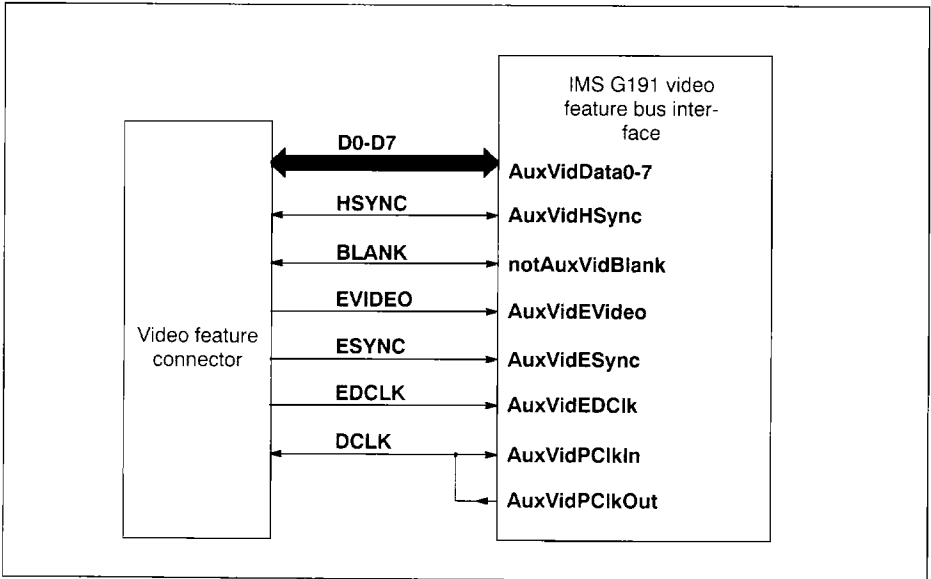 IMS G191 video
feature bus inter-
face
D0-D7
AuxVidData0-7
HSYNC
AuxVidHSync
BLANK
notAuxVidBlank
EVIDEO
AuxVidEVideo
Video feature
connector
ESYNC
AuxVidESync
EDCLK
AuxVidEDClk
DCLK
AuxVidPClkIn
AuxVidPClkOut